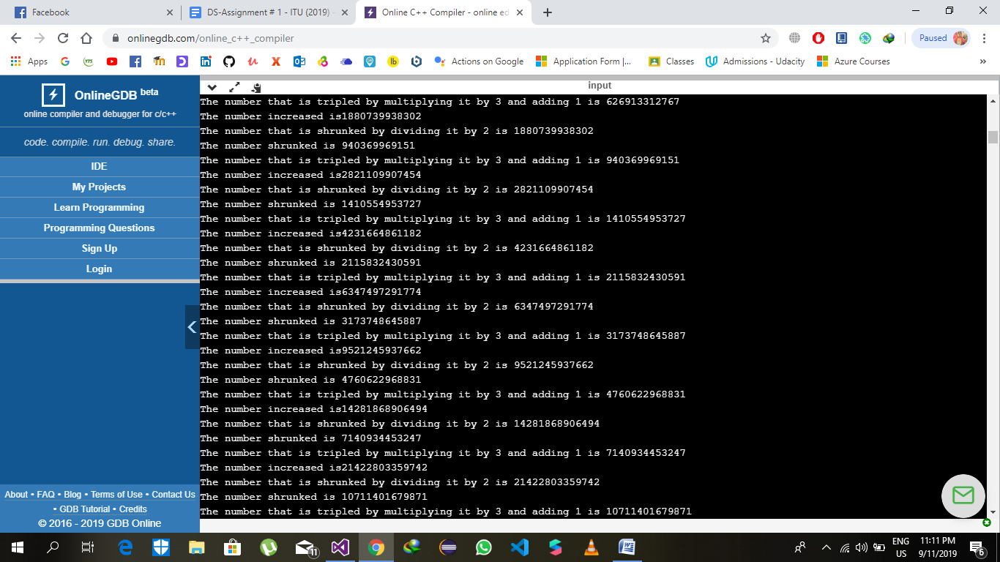 Facebook
DS-Assignment # 1 - ITU (2019) -
Online C++ Compiler - online ed
onlinegdb.com/online_c++_compiler
Paused
Apps
Actions on Google
Application Form |...
Classes
Admissions - Udacity
Azure Courses
OnlineGDB beta
online compiler and debugger for c/c++
code. compile. run. debug. share.
IDE
My Projects
Learn Programming
Programming Questions
Sign Up
Login
About • FAQ • Blog • Terms of Use • Contact Us
• GDB Tutorial • Credits
© 2016 - 2019 GDB Online
input
The number that is tripled by multiplying it by 3 and adding 1 is 626913312767
The number increased is1880739938302
The number that is shrunked by dividing it by 2 is 1880739938302
The number shrunked is 940369969151
The number that is tripled by multiplying it by 3 and adding 1 is 940369969151
The number increased is2821109907454
The number that is shrunked by dividing it by 2 is 2821109907454
The number shrunked is 1410554953727
The number that is tripled by multiplying it by 3 and adding 1 is 1410554953727
The number increased is4231664861182
The number that is shrunked by dividing it by 2 is 4231664861182
The number shrunked is 2115832430591
The number that is tripled by multiplying it by 3 and adding 1 is 2115832430591
The number increased is6347497291774
The number that is shrunked by dividing it by 2 is 6347497291774
The number shrunked is 3173748645887
The number that is tripled by multiplying it by 3 and adding 1 is 3173748645887
The number increased is9521245937662
The number that is shrunked by dividing it by 2 is 9521245937662
The number shrunked is 4760622968831
The number that is tripled by multiplying it by 3 and adding 1 is 4760622968831
The number increased is14281868906494
The number that is shrunked by dividing it by 2 is 14281868906494
The number shrunked is 7140934453247
The number that is tripled by multiplying it by 3 and adding 1 is 7140934453247
The number increased is21422803359742
The number that is shrunked by dividing it by 2 is 21422803359742
The number shrunked is 10711401679871
The number that is tripled by multiplying it by 3 and adding 1 is 10711401679871
11
ENG
US
11:11 PM
9/11/2019
6